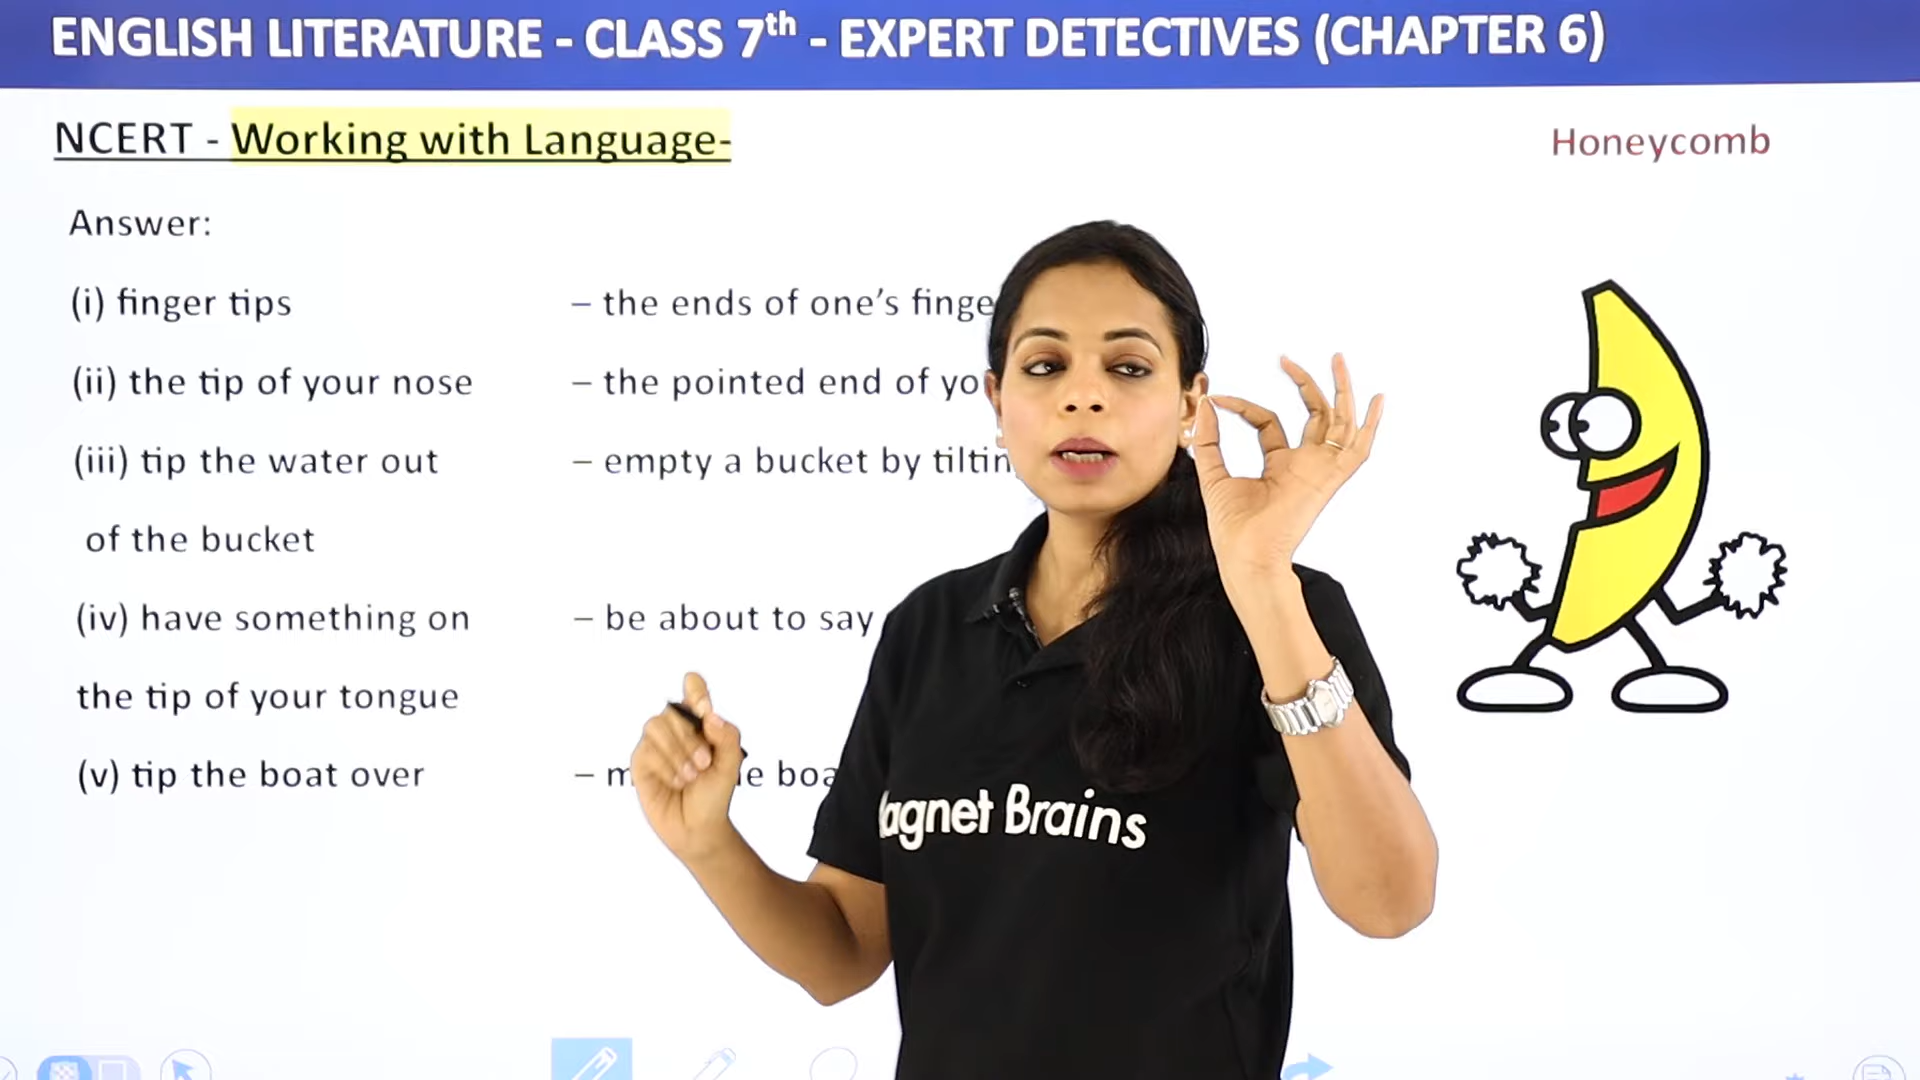 ENGLISH LITERATURE - CLASS 7th - EXPERT DETECTIVES (CHAPTER 6)
NCERT - Working with Language-
Honeycomb
Answer:
(i) finger tips – the ends of one’s finge
(ii) the tip of your nose – the pointed end of yo
(iii) tip the water out – empty a bucket by tiltin
of the bucket
(iv) have something on – be about to say
the tip of your tongue
(v) tip the boat over – m e boa
agnet Brains